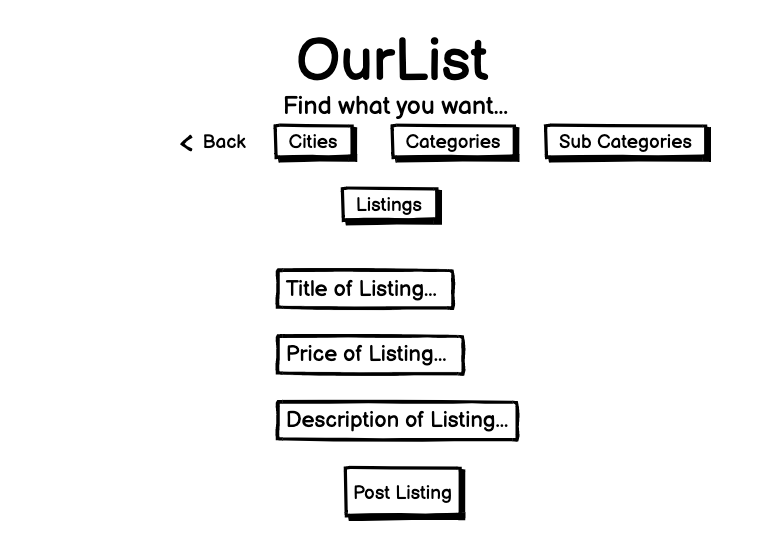 OurList
Find what you want...
Back Cities Categories Sub Categories
Listings
Title of Listing...
Price of Listing...
Description of Listing...
Post Listing